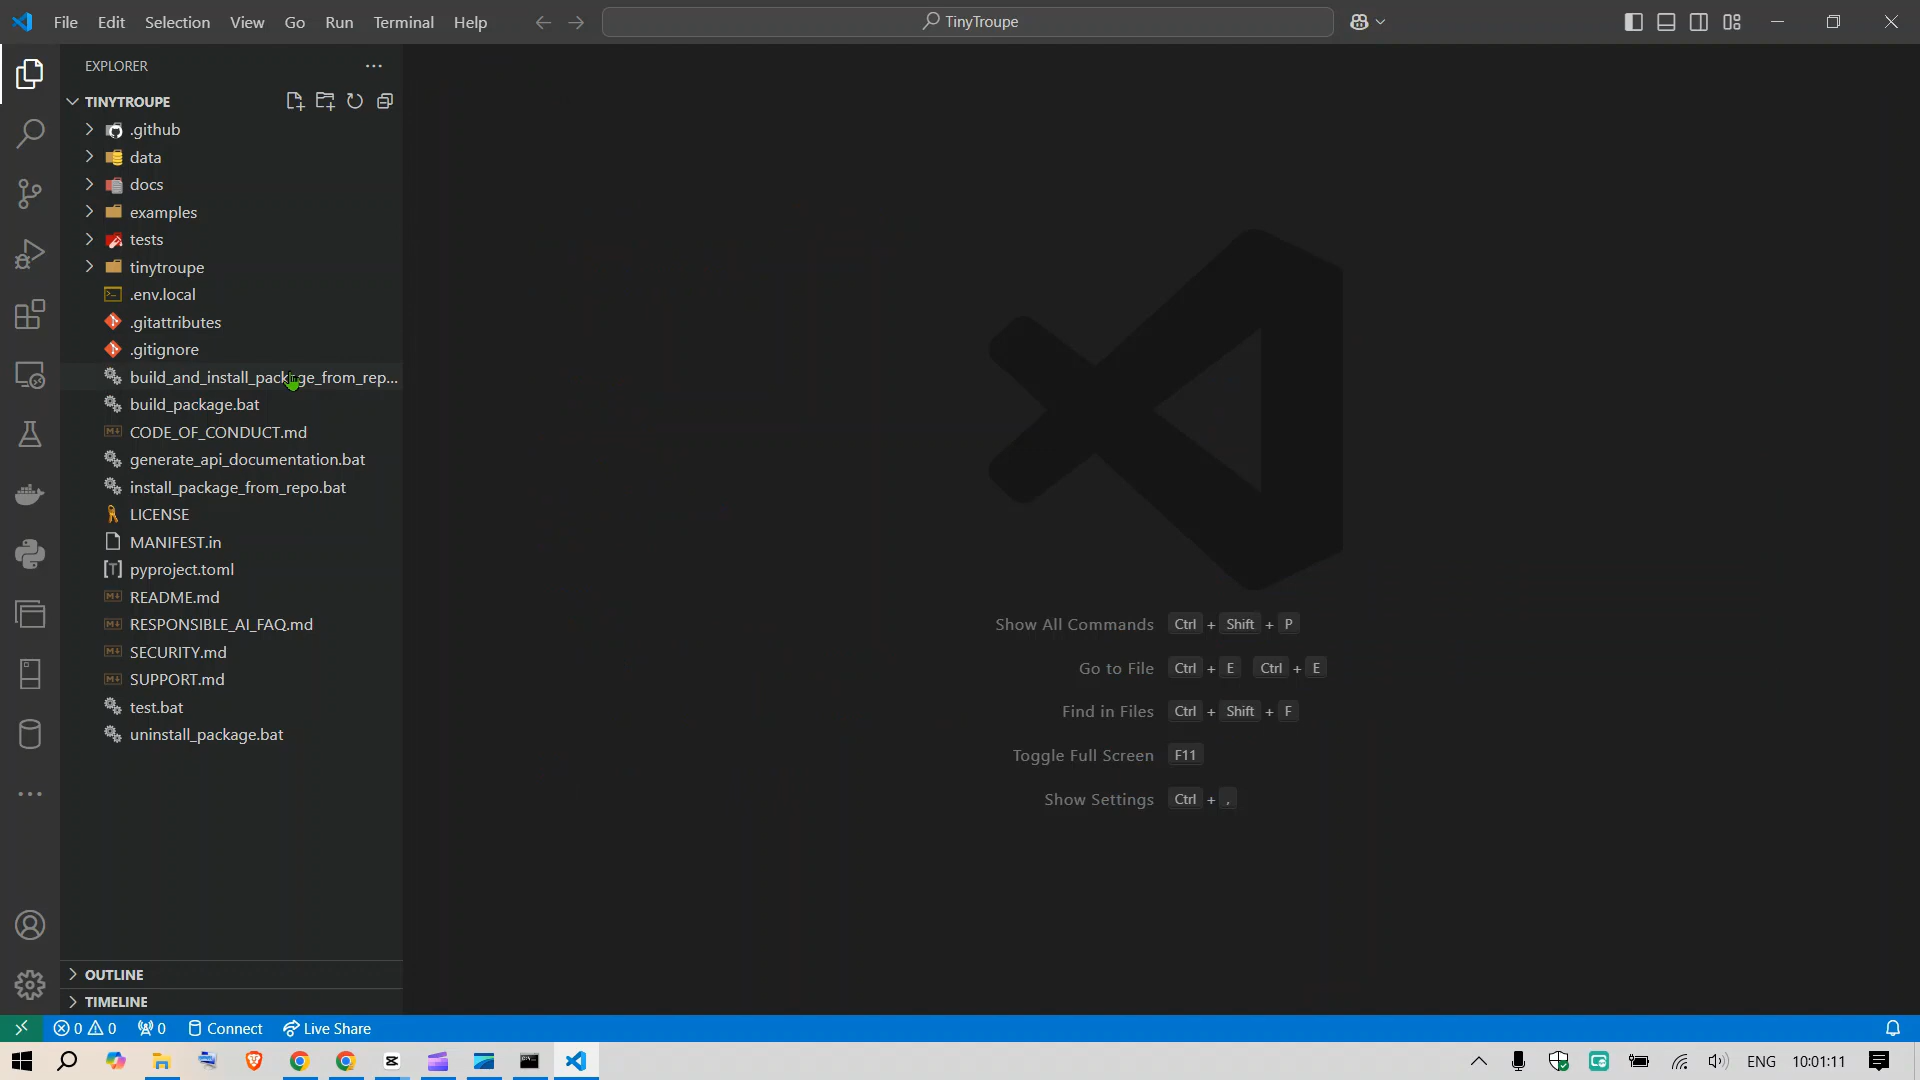 File Edit Selection View Go Run Terminal Help
TinyTroupe
EXPLORER
TINYTROUPE
.github
data
docs
examples
tests
tinytroupe
.env.local
.gitattributes
.gitignore
build_and_install_package_from_rep...
build_package.bat
CODE_OF_CONDUCT.md
generate_api_documentation.bat
install_package_from_repo.bat
LICENSE
MANIFEST.in
pyproject.toml
README.md
RESPONSIBLE_AI_FAQ.md
SECURITY.md
SUPPORT.md
test.bat
uninstall_package.bat
Show All Commands Ctrl + Shift + P
Go to File Ctrl + E Ctrl + E
Find in Files Ctrl + Shift + F
Toggle Full Screen F11
Show Settings Ctrl + ,
OUTLINE
TIMELINE
0 0 0 Connect Live Share
ENG 10:01:11